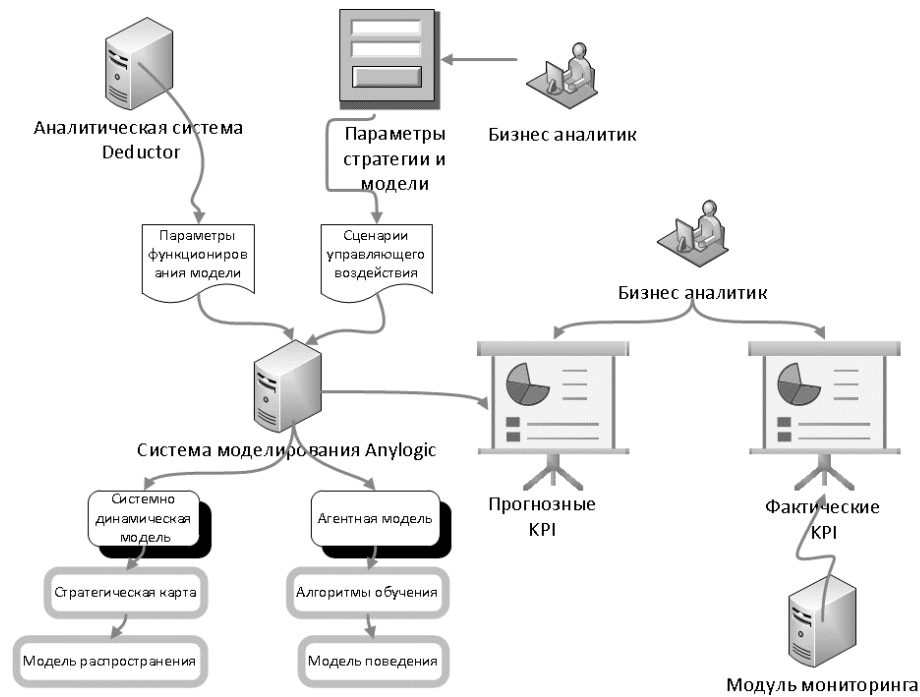 Аналитическая система
Deductor
Параметры
стратегии и
модели
Бизнес аналитик
Параметры
функциониров
ания модели
Сценарии
управляющего
воздействия
Бизнес аналитик
Система моделирования Anylogic
Системно
динамическая
модель
Агентная модель
Прогнозные
KPI
Фактические
KPI
Стратегическая карта
Алгоритмы обучения
Модель распространения
Модель поведения
Модуль мониторинга